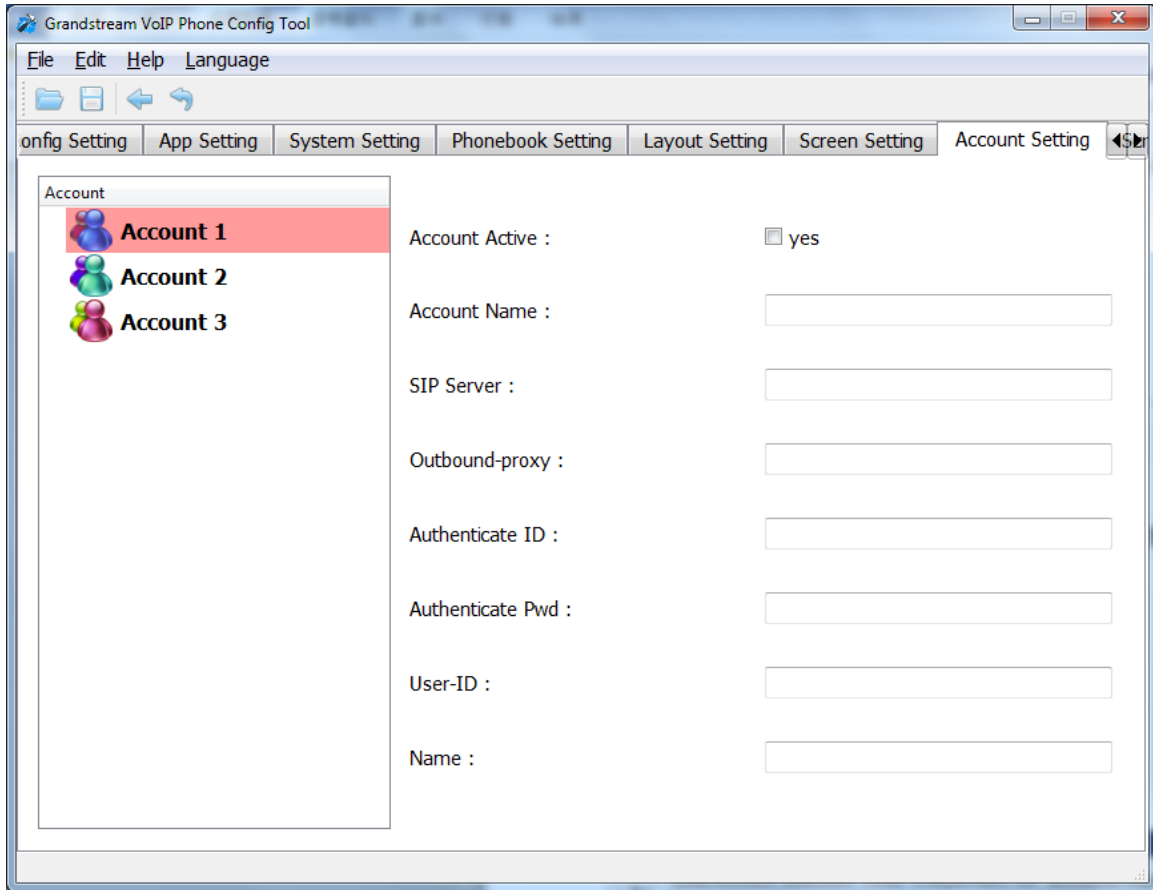 Grandstream VoIP Phone Config Tool
File Edit Help Language
onfig Setting App Setting System Setting Phonebook Setting Layout Setting Screen Setting Account Setting
Account
Account 1
Account 2
Account 3
Account Active : yes
Account Name :
SIP Server :
Outbound-proxy :
Authenticate ID :
Authenticate Pwd :
User-ID :
Name :